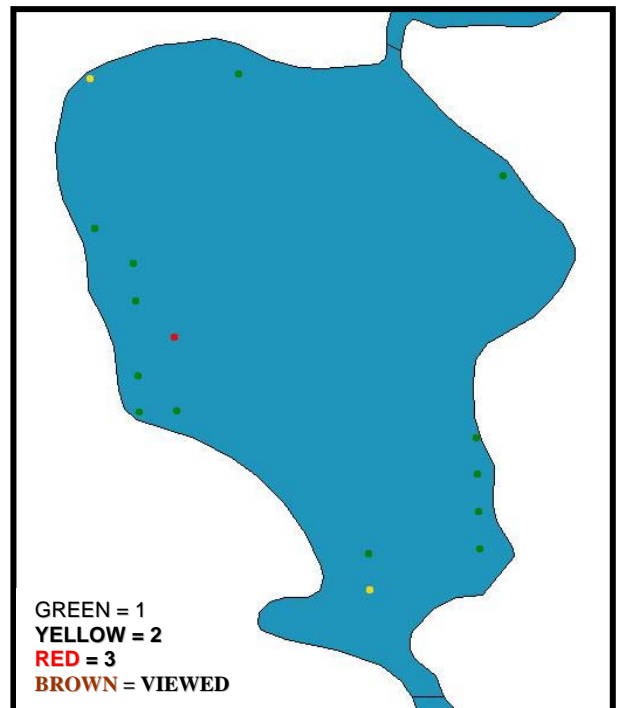 GREEN = 1
YELLOW = 2
RED = 3
BROWN = VIEWED